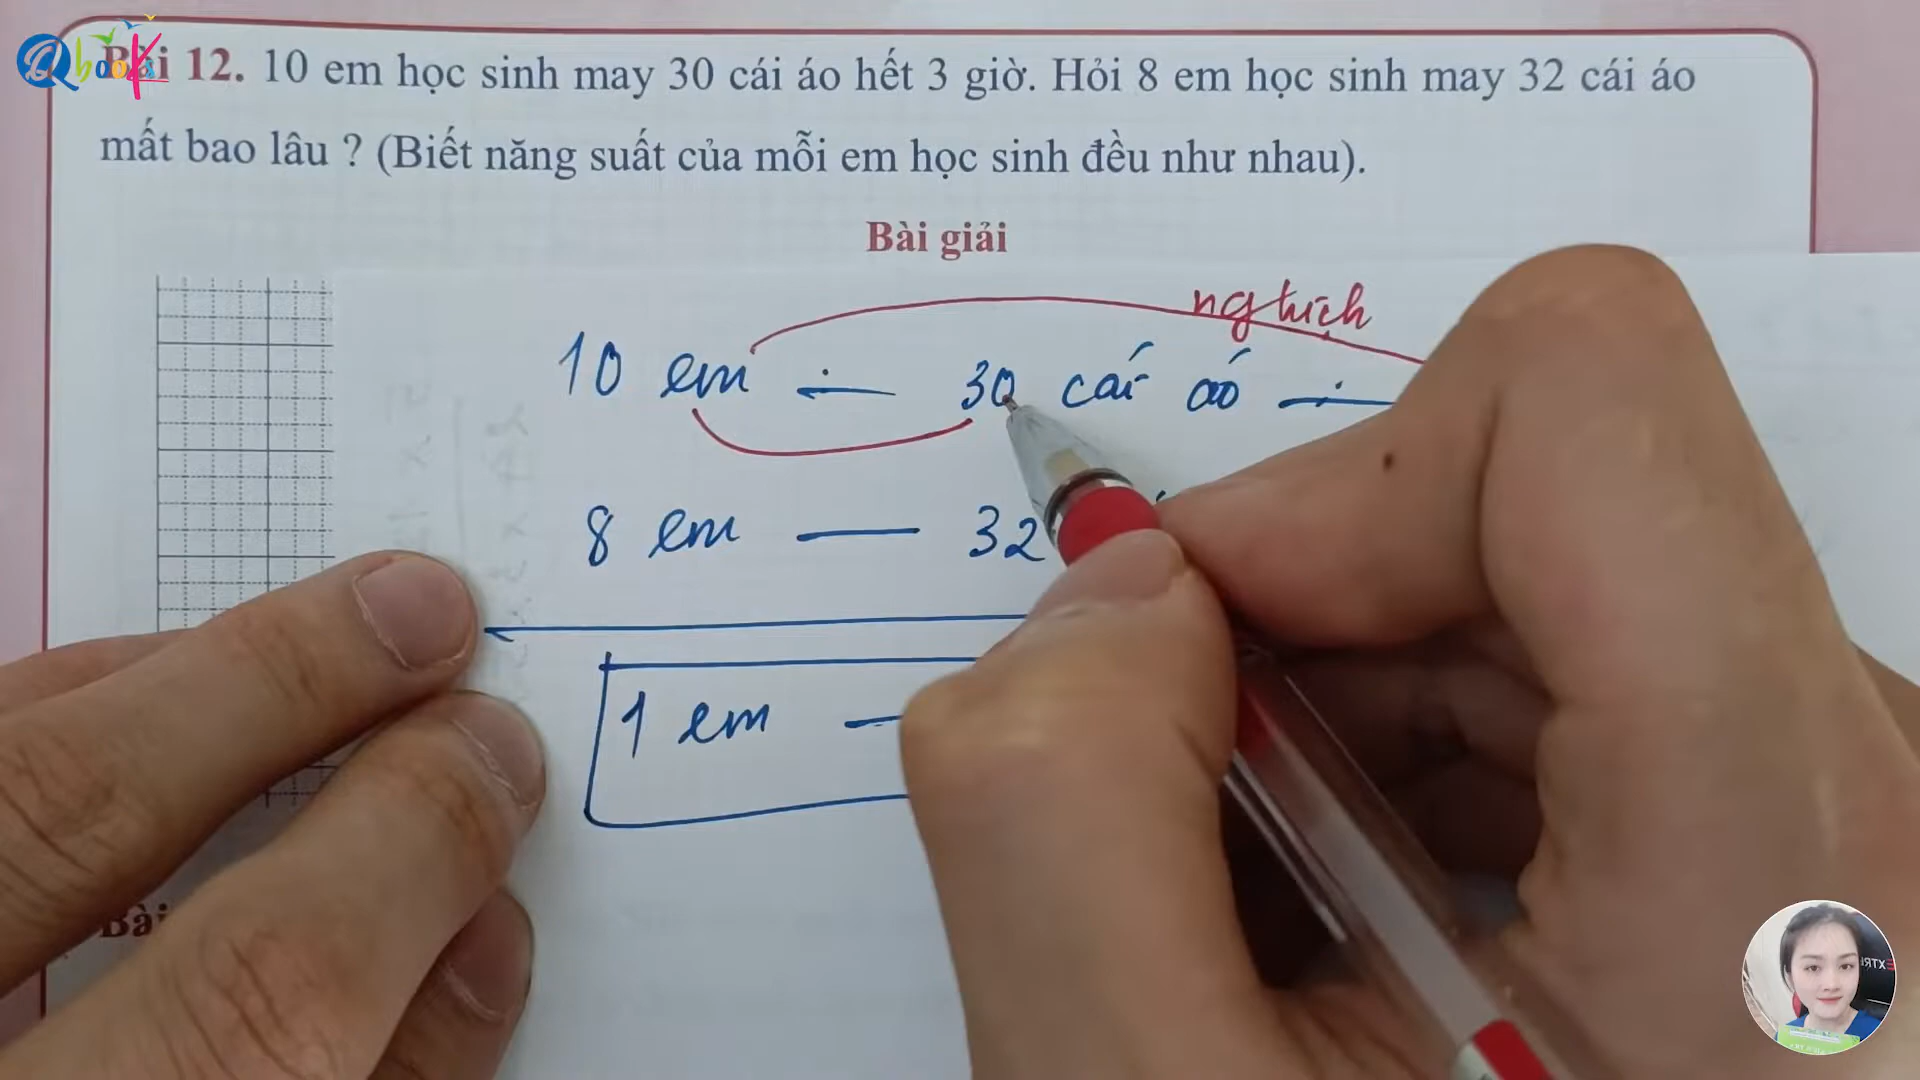 Qbooks
Bài 12. 10 em học sinh may 30 cái áo hết 3 giờ. Hỏi 8 em học sinh may 32 cái áo
mất bao lâu ? (Biết năng suất của mỗi em học sinh đều như nhau).
Bài giải
nghịch
10 em — 30 cái áo —
8 em — 32
1 em —
Bài